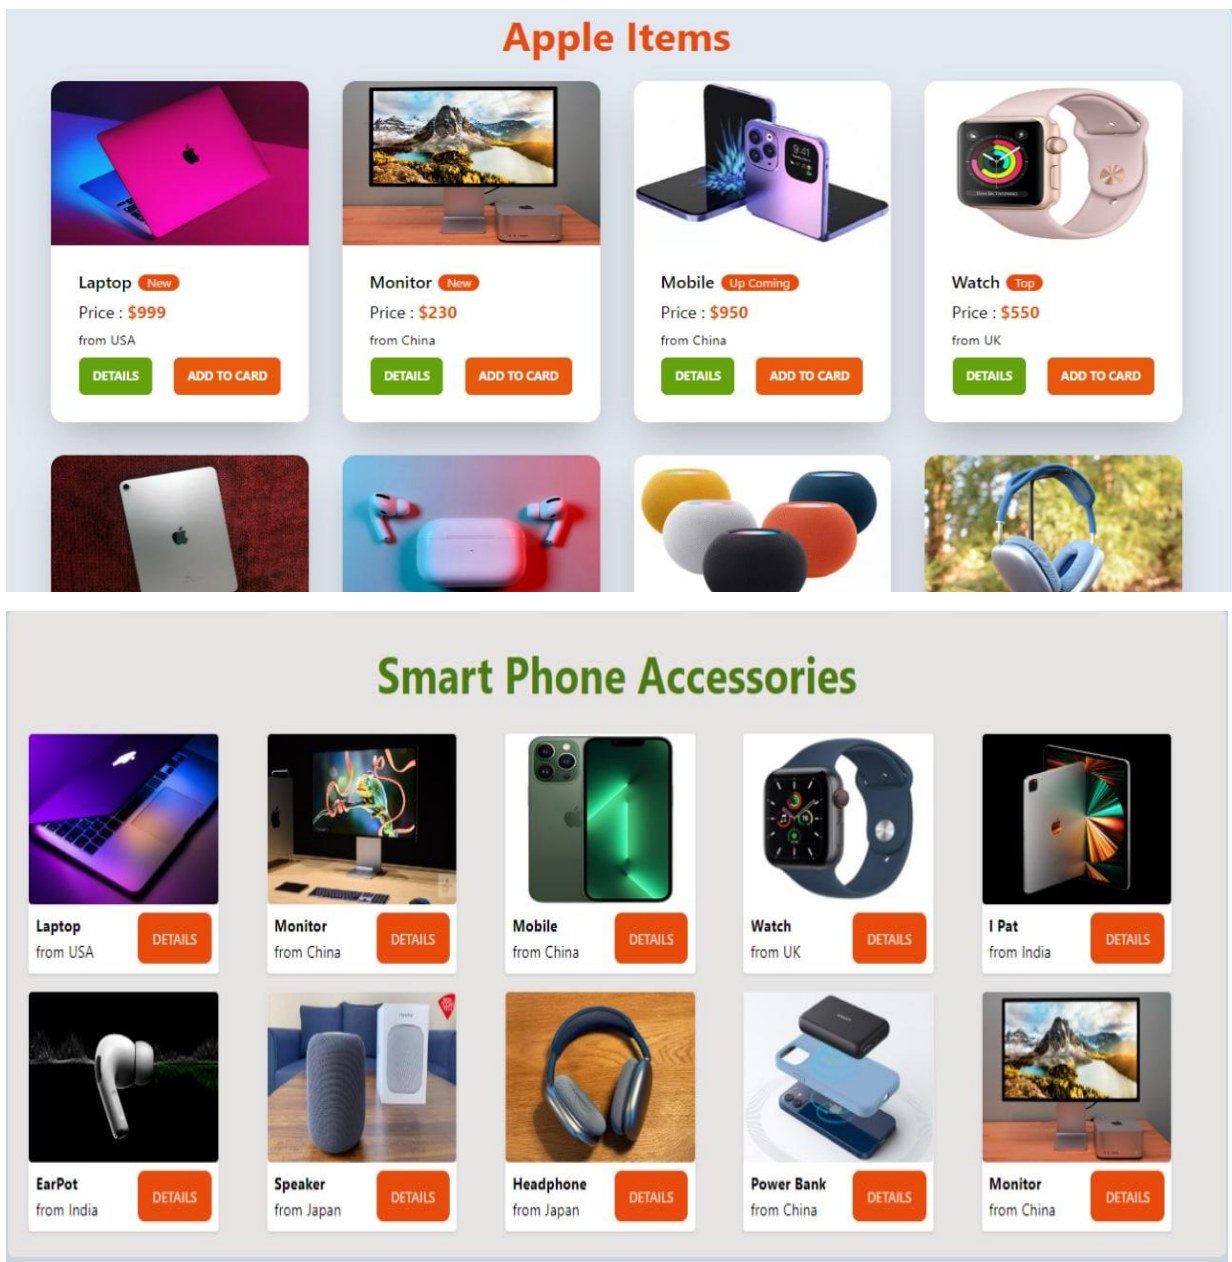 Apple Items
Laptop New
Price : $999
from USA
DETAILS ADD TO CARD
Monitor New
Price : $230
from China
DETAILS ADD TO CARD
9:41
Mobile Up Coming
Price : $950
from China
DETAILS ADD TO CARD
Watch Top
Price : $550
from UK
DETAILS ADD TO CARD
Smart Phone Accessories
Laptop
from USA
DETAILS
Monitor
from China
DETAILS
Mobile
from China
DETAILS
Watch
from UK
DETAILS
I Pat
from India
DETAILS
EarPot
from India
DETAILS
Speaker
from Japan
DETAILS
Headphone
from Japan
DETAILS
Power Bank
from China
DETAILS
Monitor
from China
DETAILS